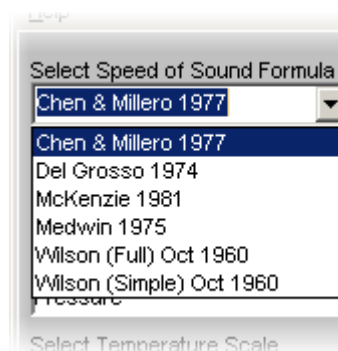 Help
Select Speed of Sound Formula
Chen & Millero 1977
Chen & Millero 1977
Del Grosso 1974
McKenzie 1981
Medwin 1975
Wilson (Full) Oct 1960
Wilson (Simple) Oct 1960
Pressure
Select Temperature Scale